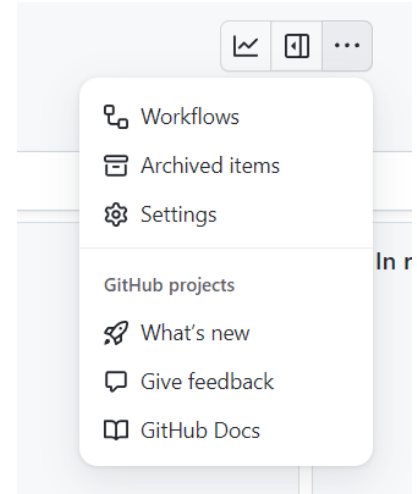 Workflows
Archived items
Settings
In r
GitHub projects
What's new
Give feedback
GitHub Docs